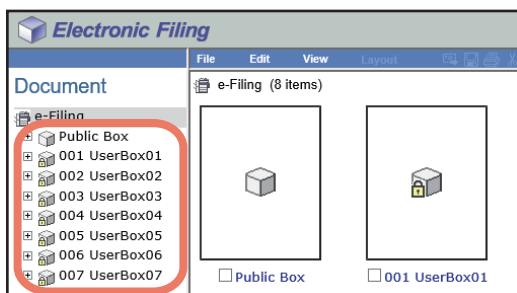 Electronic Filing
File Edit View Layout
Document
e-Filing (8 items)
e-Filing
Public Box
001 UserBox01
002 UserBox02
003 UserBox03
004 UserBox04
005 UserBox05
006 UserBox06
007 UserBox07
Public Box
001 UserBox01